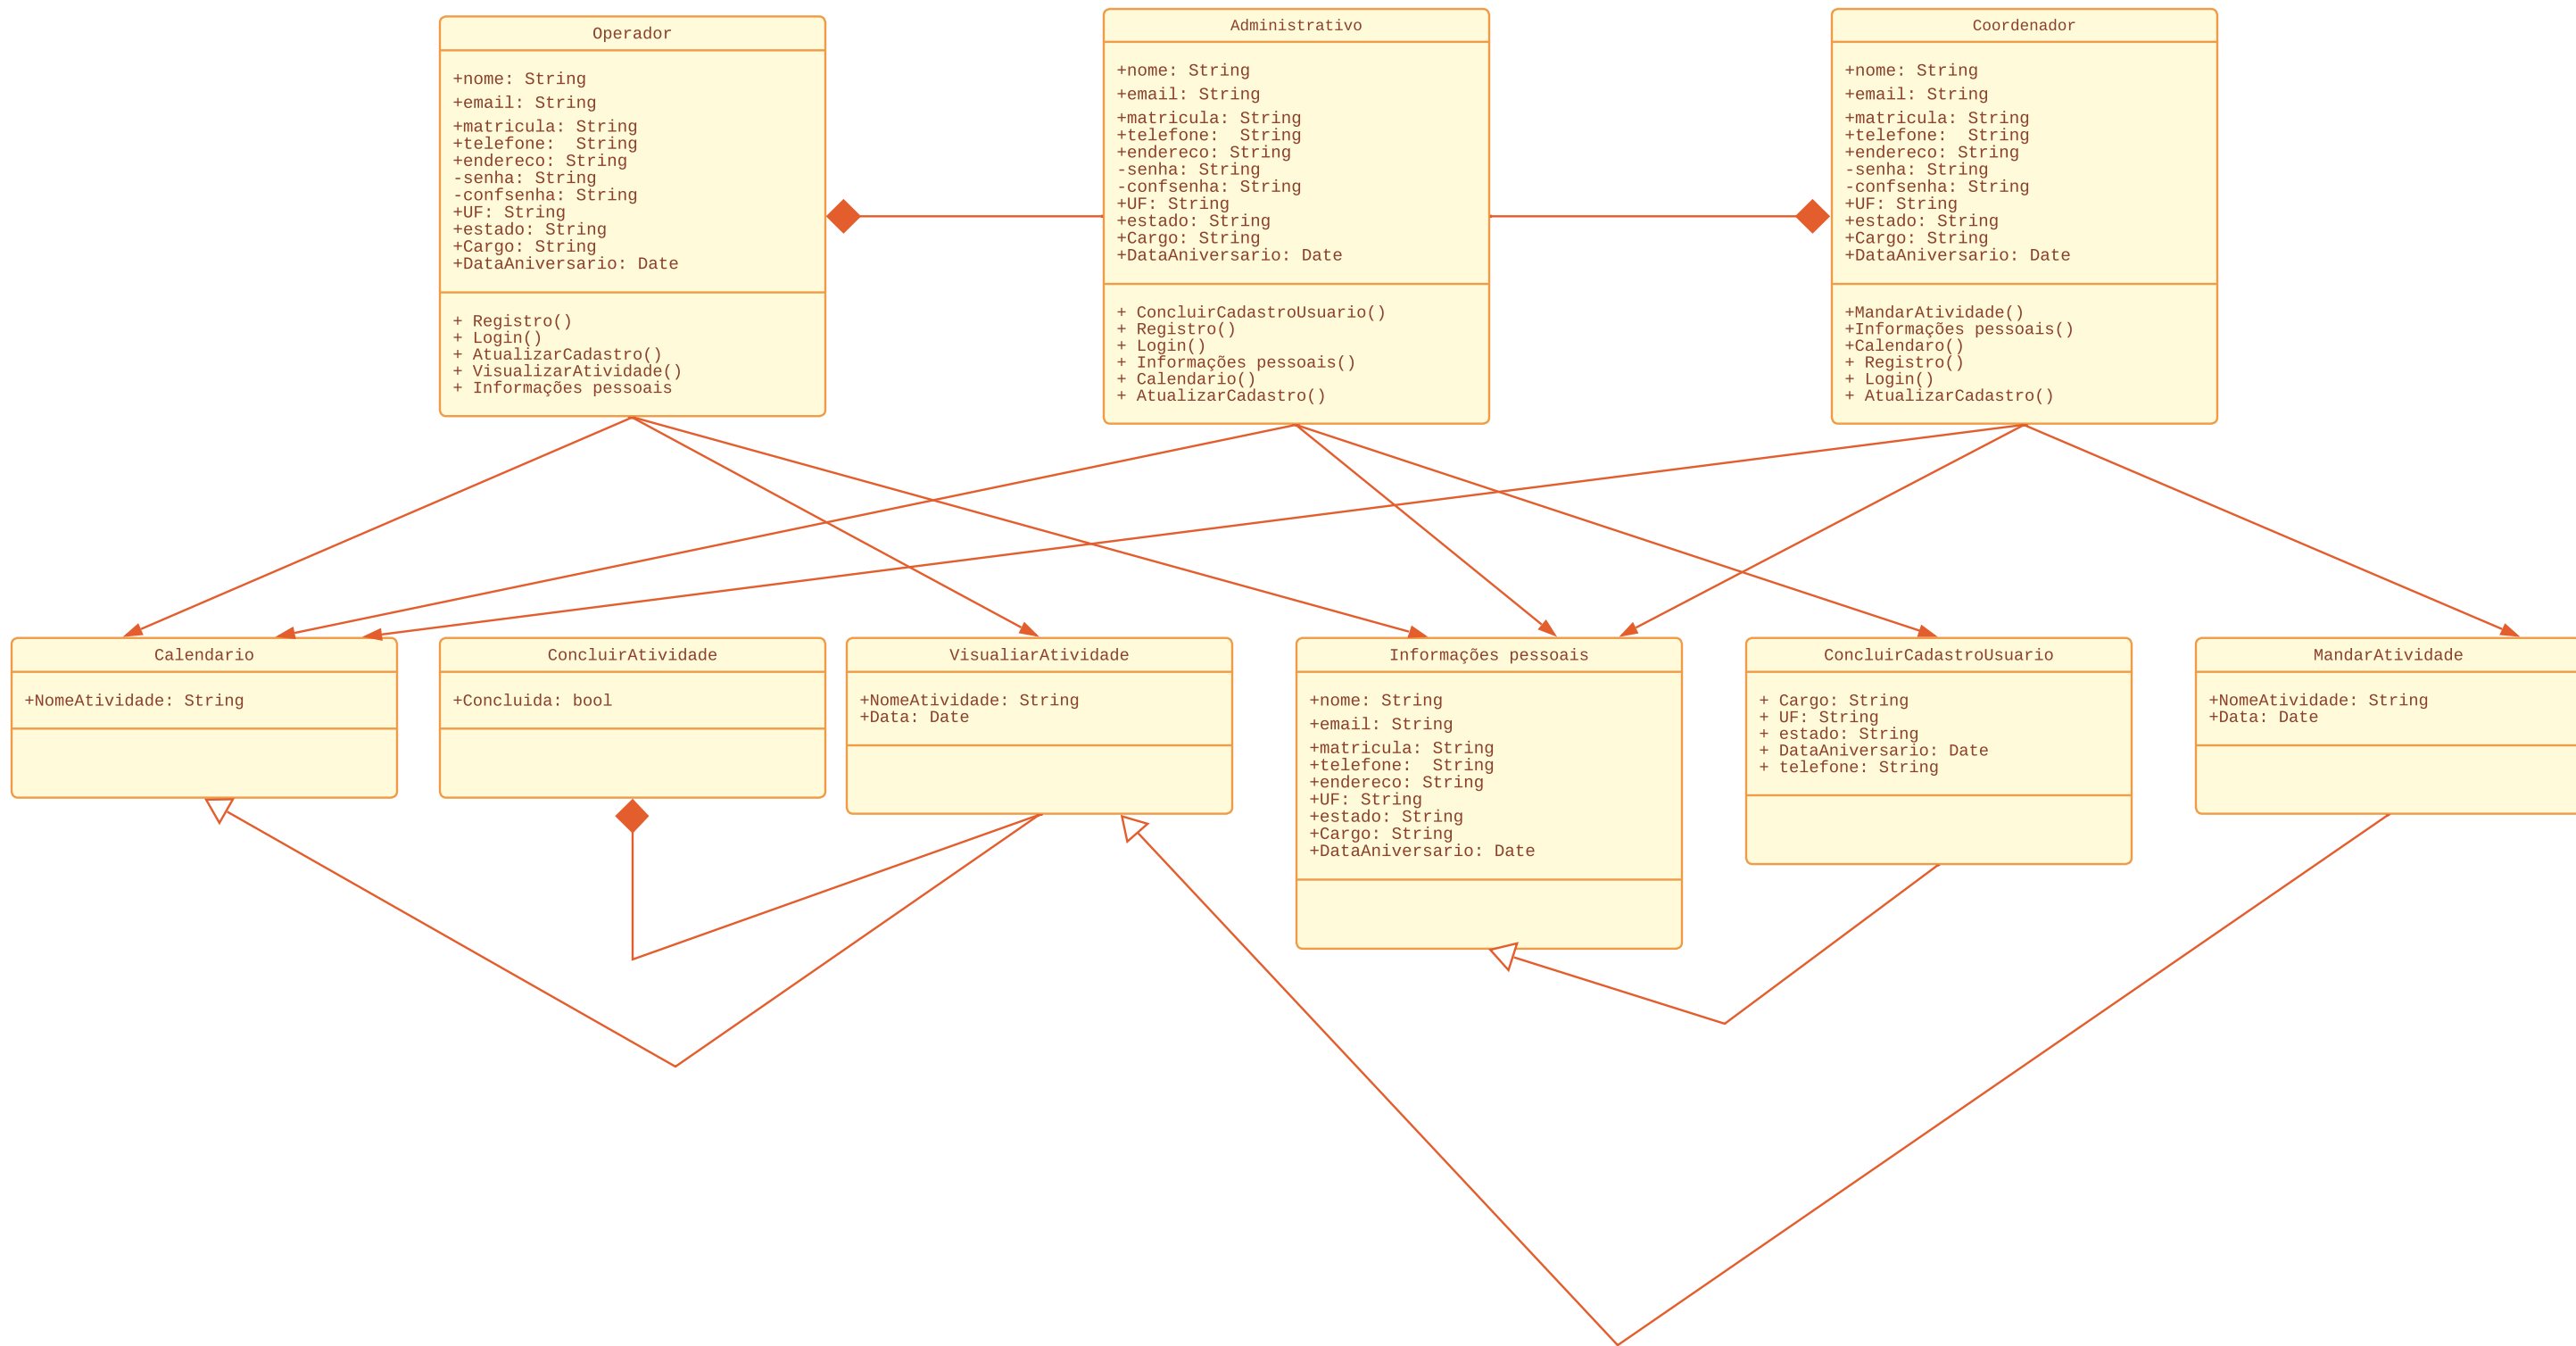 Operador
+nome: String
+email: String
+matricula: String
+telefone:  String
+endereco: String
-senha: String
-confsenha: String
+UF: String
+estado: String
+Cargo: String
+DataAniversario: Date
+ Registro()
+ Login()
+ AtualizarCadastro()
+ VisualizarAtividade()
+ Informações pessoais
Administrativo
+nome: String
+email: String
+matricula: String
+telefone:  String
+endereco: String
-senha: String
-confsenha: String
+UF: String
+estado: String
+Cargo: String
+DataAniversario: Date
+ ConcluirCadastroUsuario()
+ Registro()
+ Login()
+ Informações pessoais()
+ Calendario()
+ AtualizarCadastro()
Coordenador
+nome: String
+email: String
+matricula: String
+telefone:  String
+endereco: String
-senha: String
-confsenha: String
+UF: String
+estado: String
+Cargo: String
+DataAniversario: Date
+MandarAtividade()
+Informações pessoais()
+Calendaro()
+ Registro()
+ Login()
+ AtualizarCadastro()
Calendario
+NomeAtividade: String
ConcluirAtividade
+Concluida: bool
VisualiarAtividade
+NomeAtividade: String
+Data: Date
Informações pessoais
+nome: String
+email: String
+matricula: String
+telefone:  String
+endereco: String
+UF: String
+estado: String
+Cargo: String
+DataAniversario: Date
ConcluirCadastroUsuario
+ Cargo: String
+ UF: String
+ estado: String
+ DataAniversario: Date
+ telefone: String
MandarAtividade
+NomeAtividade: String
+Data: Date